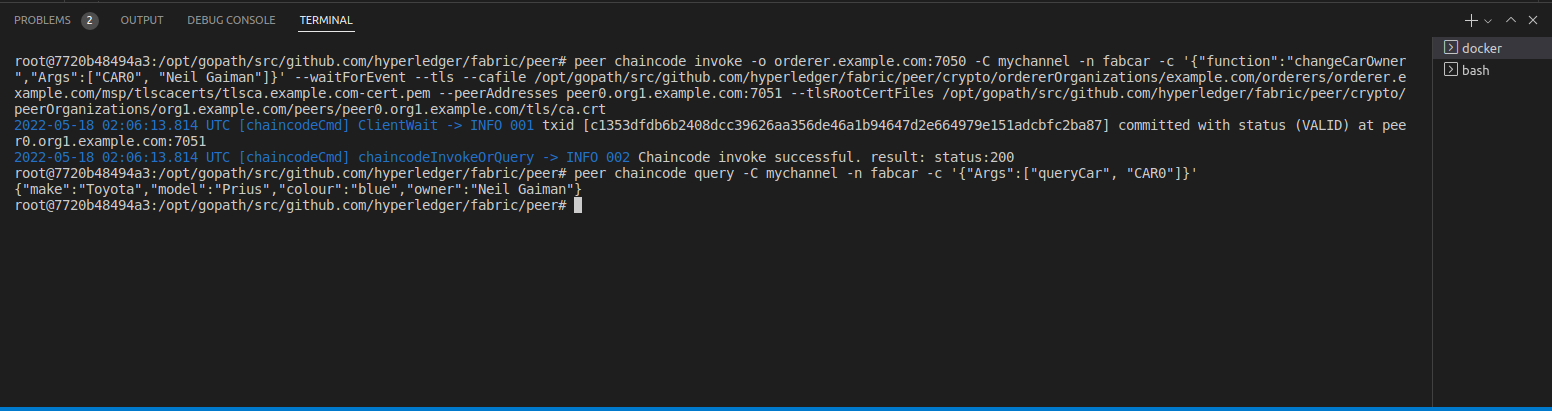 PROBLEMS 2 OUTPUT DEBUG CONSOLE TERMINAL
docker
bash
root@7720b48494a3:/opt/gopath/src/github.com/hyperledger/fabric/peer# peer chaincode invoke -o orderer.example.com:7050 -C mychannel -n fabcar -c '{"function":"changeCarOwner
","Args":["CAR0", "Neil Gaiman"]}' --waitForEvent --tls --cafile /opt/gopath/src/github.com/hyperledger/fabric/peer/crypto/ordererOrganizations/example.com/orderers/orderer.e
xample.com/msp/tlscacerts/tlsca.example.com-cert.pem --peerAddresses peer0.org1.example.com:7051 --tlsRootCertFiles /opt/gopath/src/github.com/hyperledger/fabric/peer/crypto/
peerOrganizations/org1.example.com/peers/peer0.org1.example.com/tls/ca.crt
2022-05-18 02:06:13.814 UTC [chaincodeCmd] ClientWait -> INFO 001 txid [c1353dfdb6b2408dcc39626aa356de46a1b94647d2e664979e151adcbfc2ba87] committed with status (VALID) at pee
r0.org1.example.com:7051
2022-05-18 02:06:13.814 UTC [chaincodeCmd] chaincodeInvokeOrQuery -> INFO 002 Chaincode invoke successful. result: status:200
root@7720b48494a3:/opt/gopath/src/github.com/hyperledger/fabric/peer# peer chaincode query -C mychannel -n fabcar -c '{"Args":["queryCar", "CAR0"]}'
{"make":"Toyota","model":"Prius","colour":"blue","owner":"Neil Gaiman"}
root@7720b48494a3:/opt/gopath/src/github.com/hyperledger/fabric/peer#